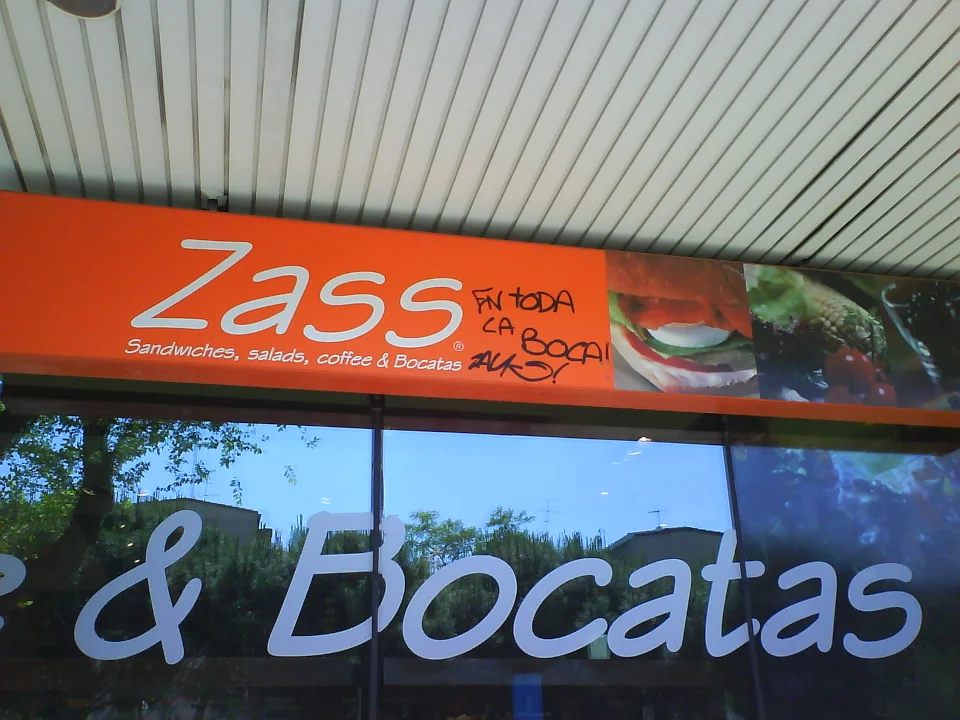 Zass®
Sandwiches, salads, coffee & Bocatas
EN TODA
LA
BOCA!
& Bocatas